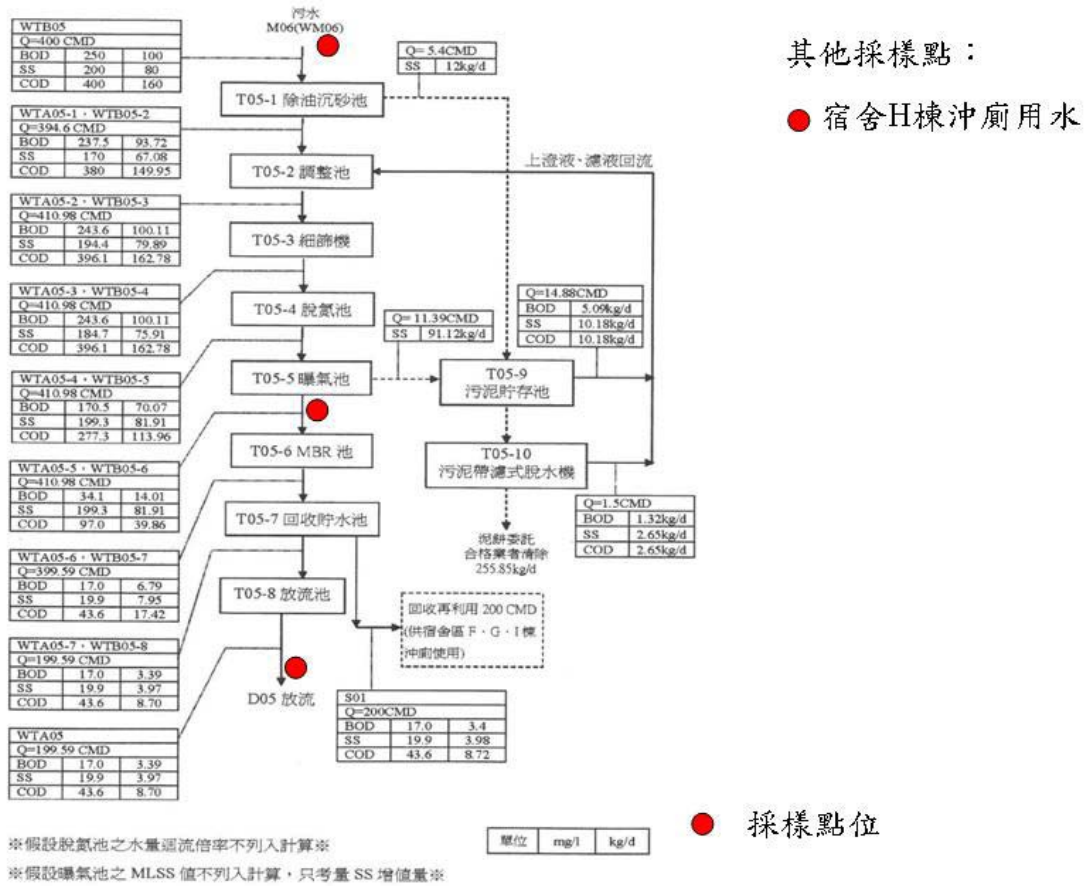 污水
M06(WM06)
WTB05
Q=400 CMD
BOD 250 100
SS 200 80
COD 400 160
Q= 5.4CMD
SS 12kg/d
其他採樣點：
宿舍H棟沖廁用水
T05-1 除油沉砂池
WTA05-1，WTB05-2
Q=394.6 CMD
BOD 237.5 93.72
SS 170 67.08
COD 380 149.95
上澄液、濾液回流
T05-2 調整池
WTA05-2，WTB05-3
Q=410.98 CMD
BOD 243.6 100.11
SS 194.4 79.89
COD 396.1 162.78
T05-3 細篩機
WTA05-3，WTB05-4
Q=410.98 CMD
BOD 243.6 100.11
SS 184.7 75.91
COD 396.1 162.78
T05-4 脫氮池
Q= 11.39CMD
SS 91.12kg/d
Q=14.88CMD
BOD 5.09kg/d
SS 10.18kg/d
COD 10.18kg/d
WTA05-4，WTB05-5
Q=410.98 CMD
BOD 170.5 70.07
SS 199.3 81.91
COD 277.3 113.96
T05-5 曝氣池
T05-9
污泥貯存池
T05-6 MBR 池
T05-10
污泥帶濾式脫水機
WTA05-5，WTB05-6
Q=410.98 CMD
BOD 34.1 14.01
SS 199.3 81.91
COD 97.0 39.86
Q=1.5CMD
BOD 1.32kg/d
SS 2.65kg/d
COD 2.65kg/d
T05-7 回收貯水池
泥餅委託
合格業者清除
255.85kg/d
WTA05-6，WTB05-7
Q=399.59 CMD
BOD 17.0 6.79
SS 19.9 7.95
COD 43.6 17.42
T05-8 放流池
回收再利用 200 CMD
(供宿舍區 F、G、I 棟
沖廁使用)
WTA05-7，WTB05-8
Q=199.59 CMD
BOD 17.0 3.39
SS 19.9 3.97
COD 43.6 8.70
D05 放流
S01
Q=200CMD
BOD 17.0 3.4
SS 19.9 3.98
COD 43.6 8.72
WTA05
Q=199.59 CMD
BOD 17.0 3.39
SS 19.9 3.97
COD 43.6 8.70
採樣點位
單位 mg/l kg/d
※假設脫氮池之水量迴流倍率不列入計算※
※假設曝氣池之 MLSS 值不列入計算，只考量 SS 增值量※